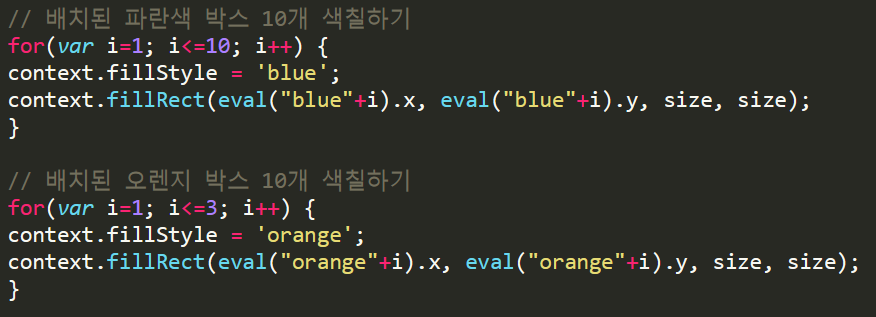 // 배치된 파란색 박스 10개 색칠하기
for(var i=1; i<=10; i++) {
context.fillStyle = 'blue';
context.fillRect(eval("blue"+i).x, eval("blue"+i).y, size, size);
}
// 배치된 오렌지 박스 10개 색칠하기
for(var i=1; i<=3; i++) {
context.fillStyle = 'orange';
context.fillRect(eval("orange"+i).x, eval("orange"+i).y, size, size);
}